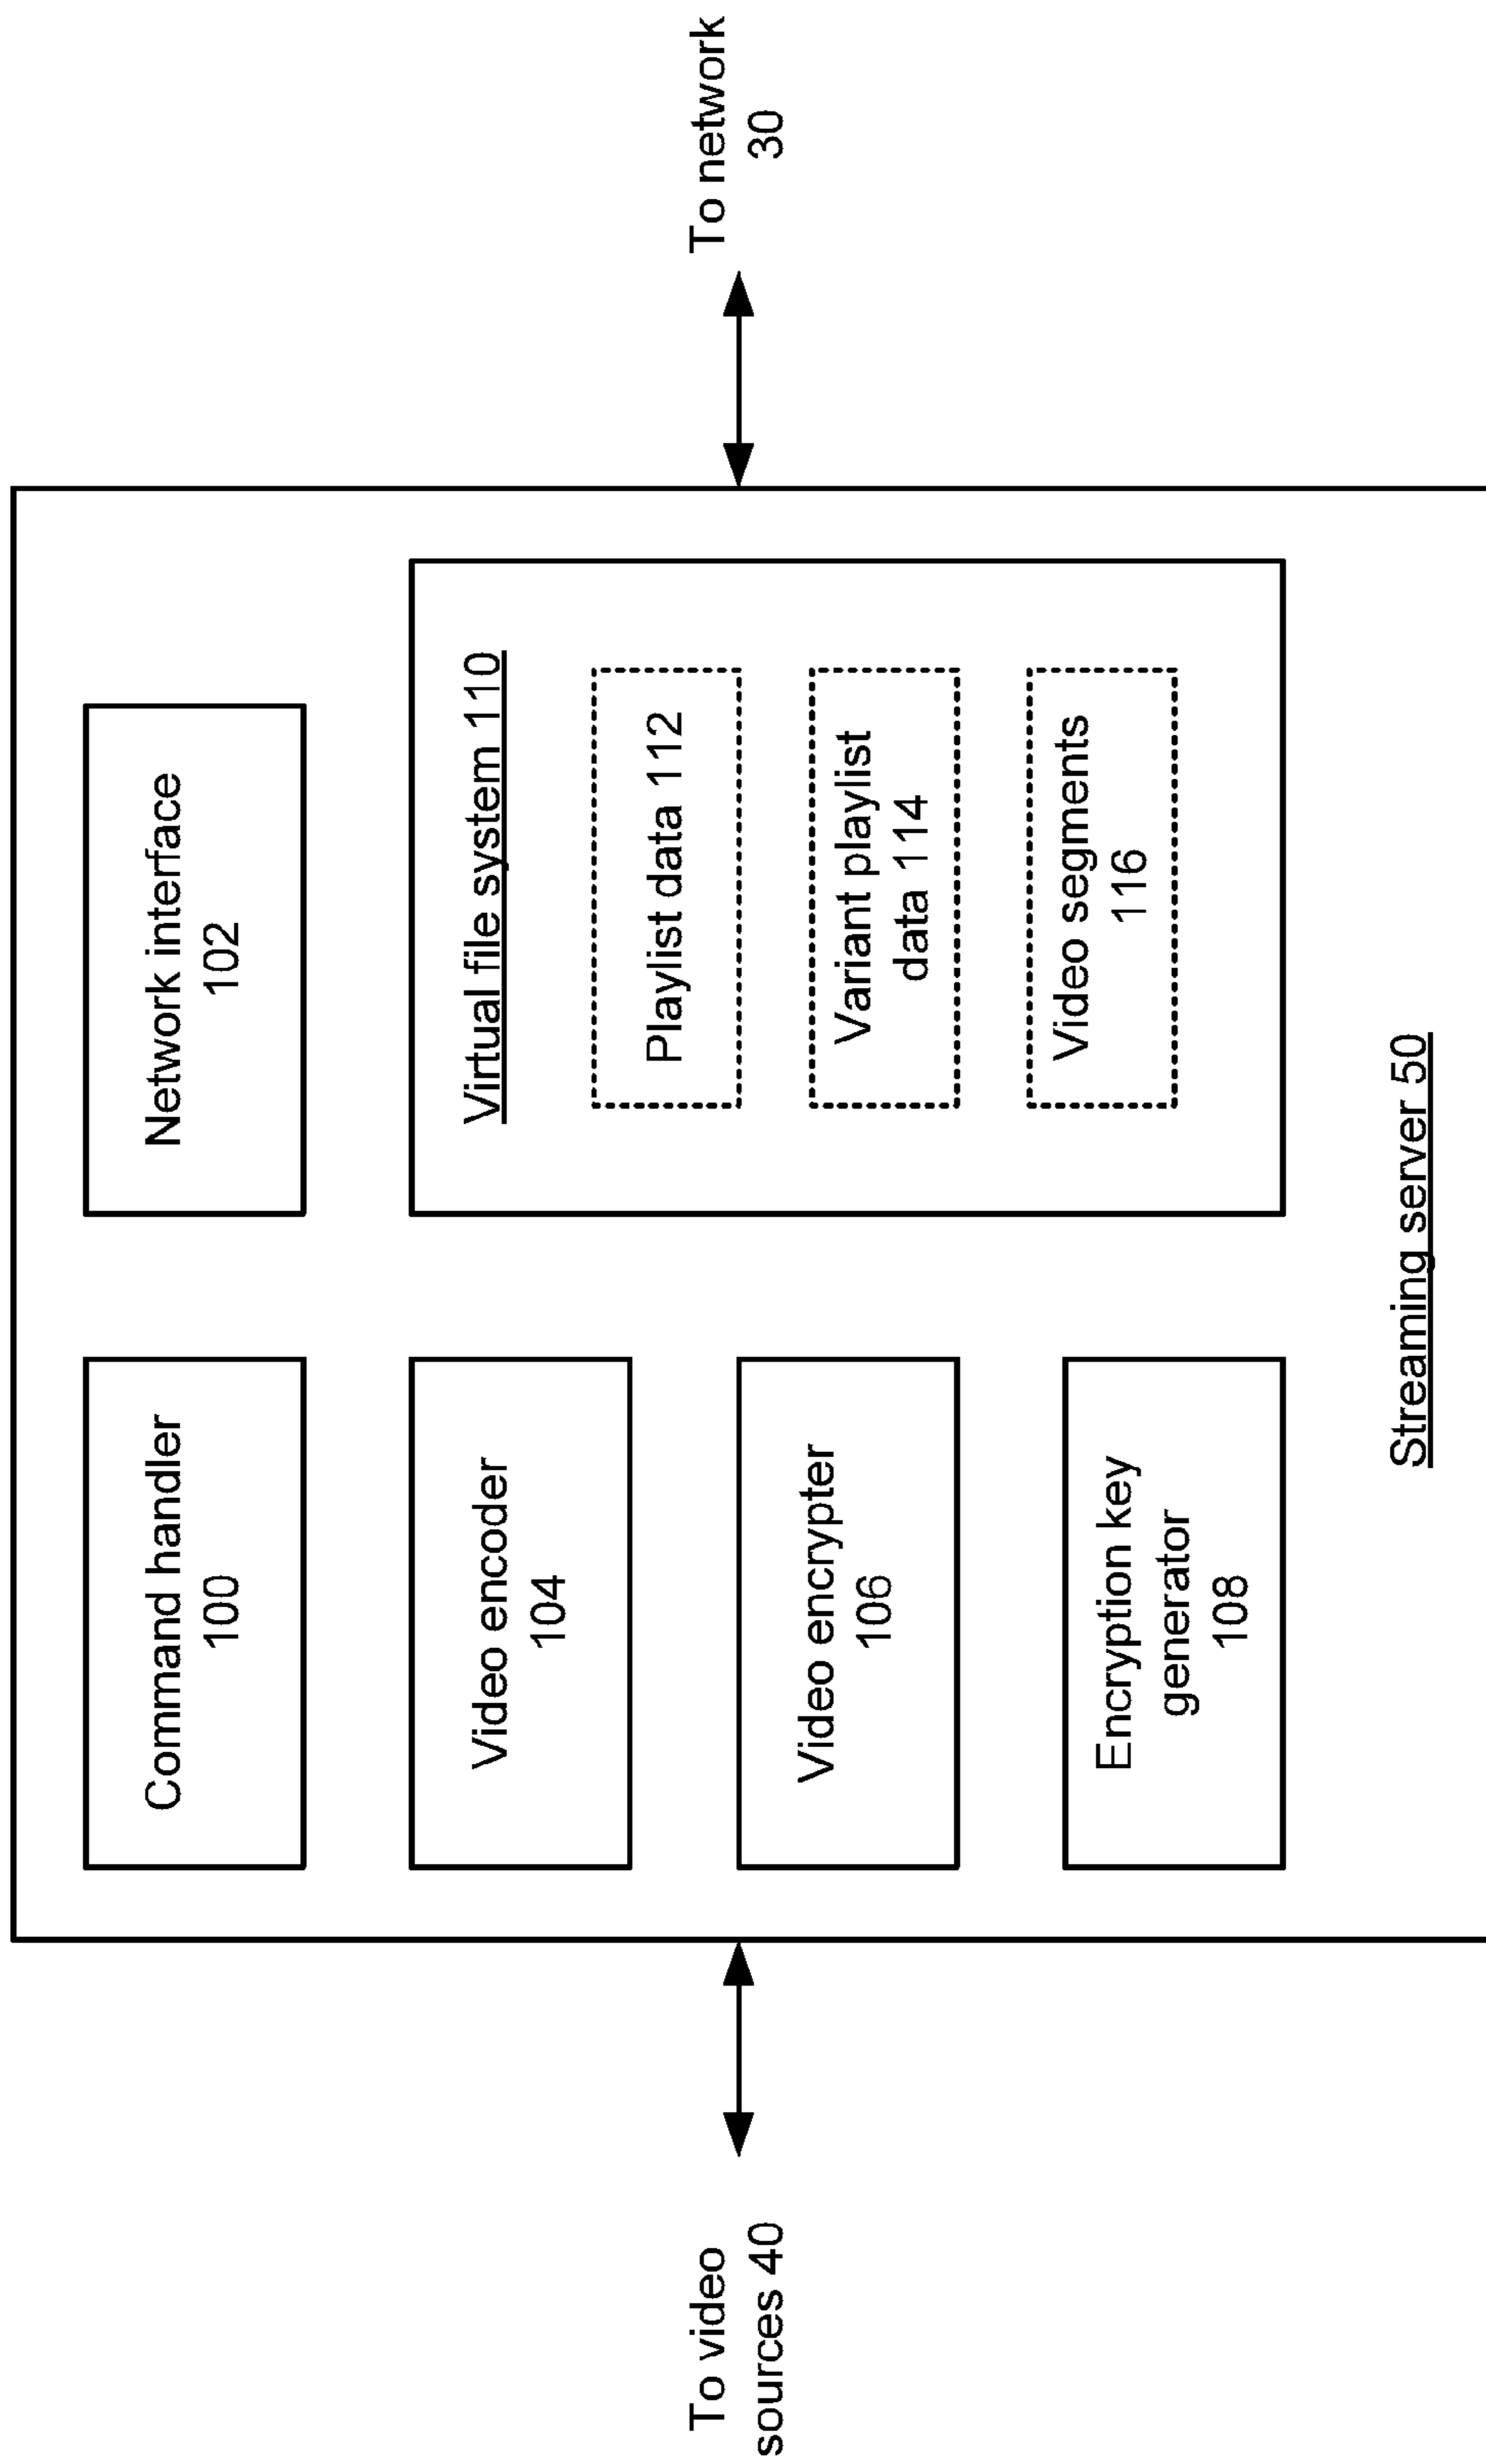 To video
sources 40
Command handler
100
Network interface
102
Video encoder
104
Video encrypter
106
Encryption key
generator
108
Virtual file system 110
Playlist data 112
Variant playlist
data 114
Video segments
116
Streaming server 50
To network
30